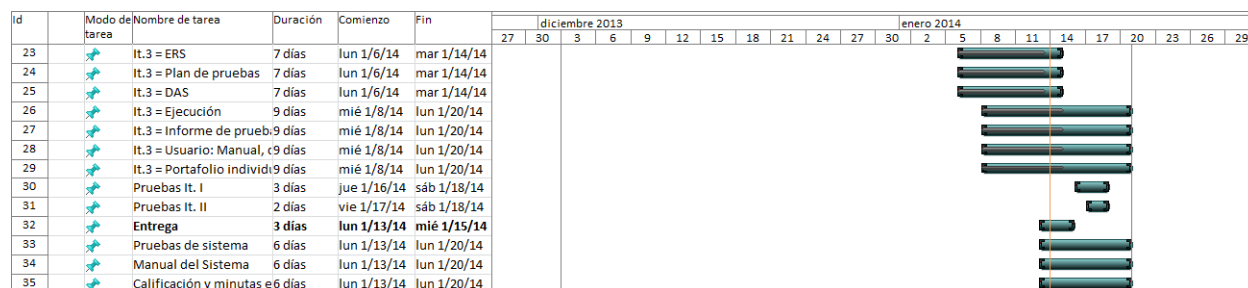 Id Modo de tarea Nombre de tarea Duración Comienzo Fin
diciembre 2013 enero 2014
27 30 3 6 9 12 15 18 21 24 27 30 2 5 8 11 14 17 20 23 26 29
23 It.3 = ERS 7 días lun 1/6/14 mar 1/14/14
24 It.3 = Plan de pruebas 7 días lun 1/6/14 mar 1/14/14
25 It.3 = DAS 7 días lun 1/6/14 mar 1/14/14
26 It.3 = Ejecución 9 días mié 1/8/14 lun 1/20/14
27 It.3 = Informe de prueba 9 días mié 1/8/14 lun 1/20/14
28 It.3 = Usuario: Manual, 9 días mié 1/8/14 lun 1/20/14
29 It.3 = Portafolio individu 9 días mié 1/8/14 lun 1/20/14
30 Pruebas It. I 3 días jue 1/16/14 sáb 1/18/14
31 Pruebas It. II 2 días vie 1/17/14 sáb 1/18/14
32 Entrega 3 días lun 1/13/14 mié 1/15/14
33 Pruebas de sistema 6 días lun 1/13/14 lun 1/20/14
34 Manual del Sistema 6 días lun 1/13/14 lun 1/20/14
35 Calificación y minutas e 6 días lun 1/13/14 lun 1/20/14